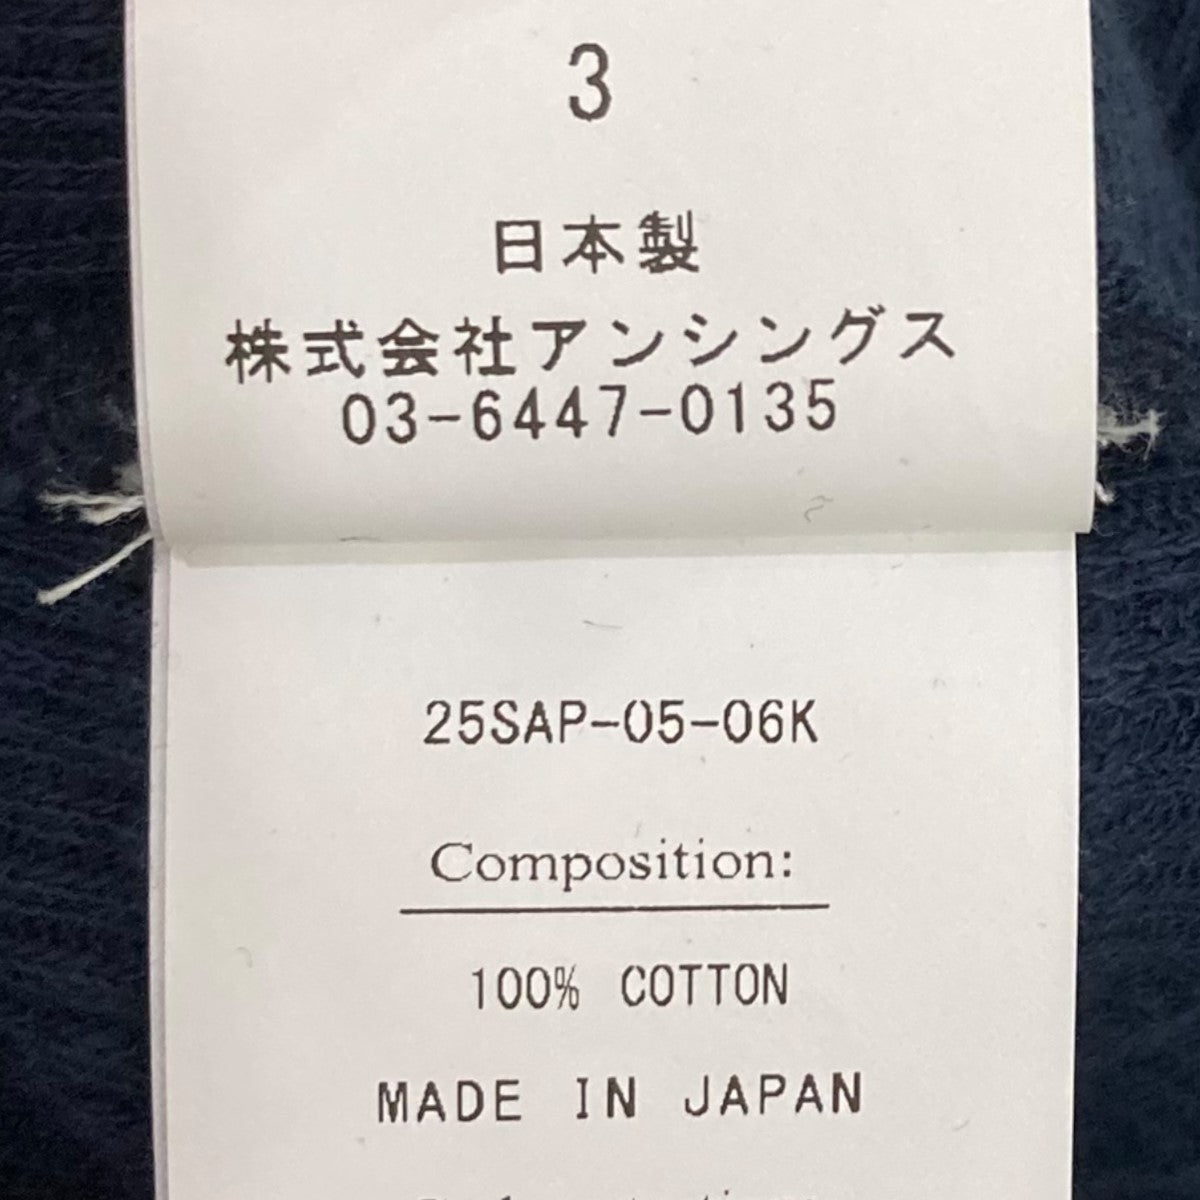 3
日本製
株式会社アンシングス
03-6447-0135
25SAP-05-06K
Composition:
100% COTTON
MADE IN JAPAN